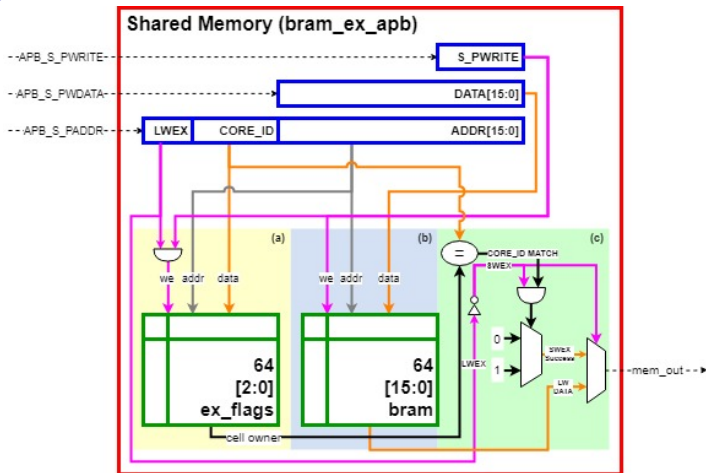 Shared Memory (bram_ex_apb)
APB_S_PWRITE
S_PWRITE
APB_S_PWDATA
DATA[15:0]
APB_S_PADDR
LWEX
CORE_ID
ADDR[15:0]
(a)
(b)
(c)
=
CORE_ID MATCH
SWEX
we
addr
data
we
addr
data
64
[2:0]
ex_flags
64
[15:0]
bram
LWEX
0
1
SWEX
Success
LW
DATA
mem_out
cell owner